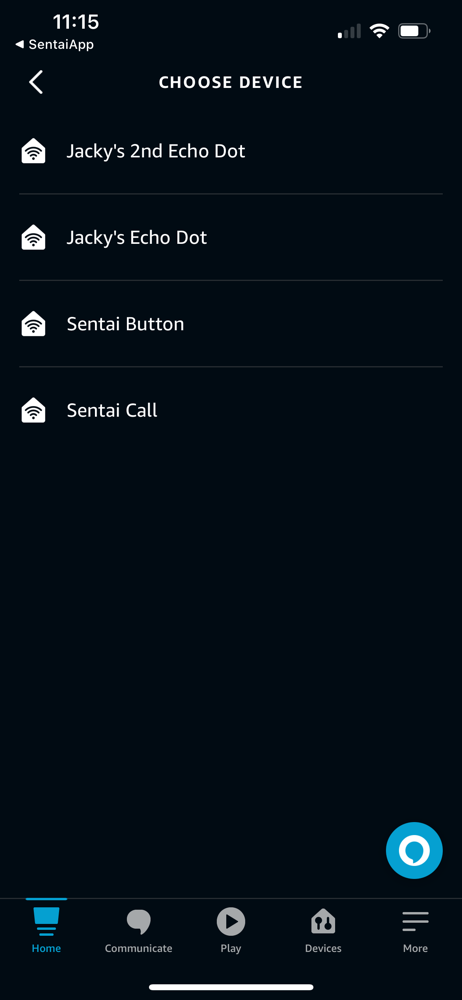 11:15
◀ SentaiApp
CHOOSE DEVICE
Jacky's 2nd Echo Dot
Jacky's Echo Dot
Sentai Button
Sentai Call
Home
Communicate
Play
Devices
More